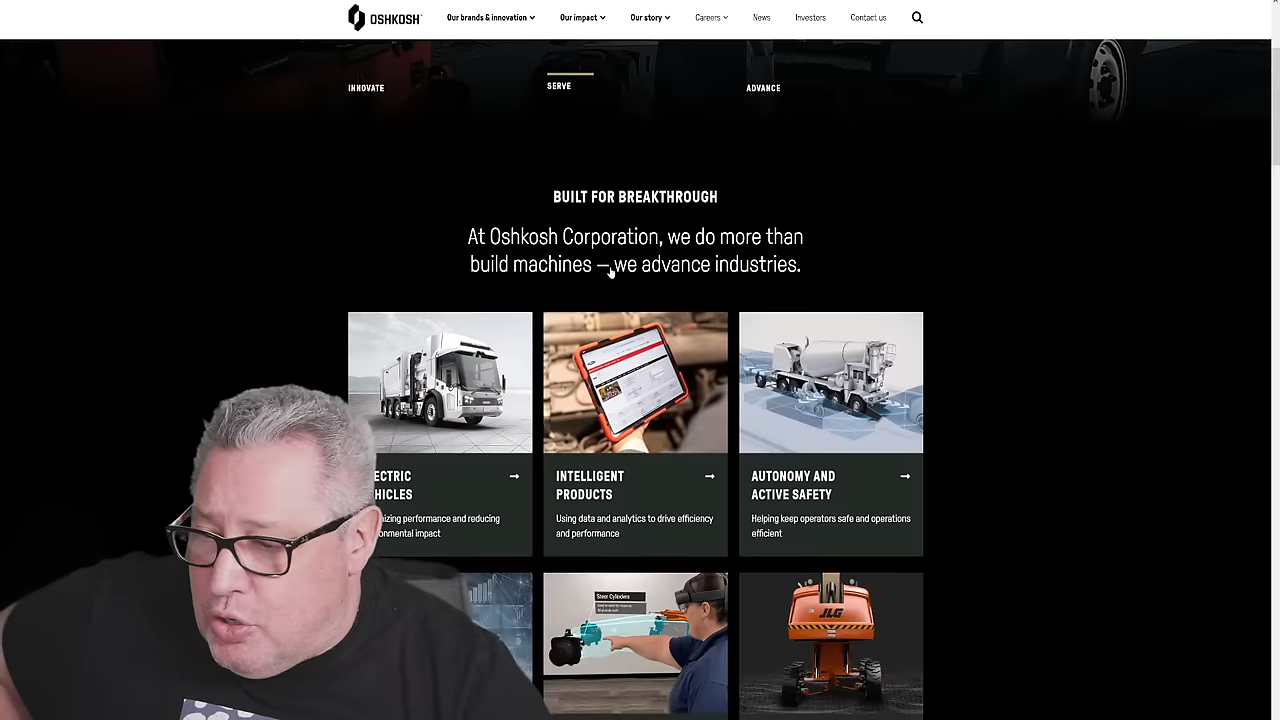 OSHKOSH
Our brands & innovation
Our impact
Our story
Careers
News
Investors
Contact us
INNOVATE
SERVE
ADVANCE
BUILT FOR BREAKTHROUGH
At Oshkosh Corporation, we do more than
build machines – we advance industries.
ECTRIC
HICLES
izing performance and reducing
onmental impact
INTELLIGENT
PRODUCTS
Using data and analytics to drive efficiency
and performance
AUTONOMY AND
ACTIVE SAFETY
Helping keep operators safe and operations
efficient
Steer Cylinders
JLG